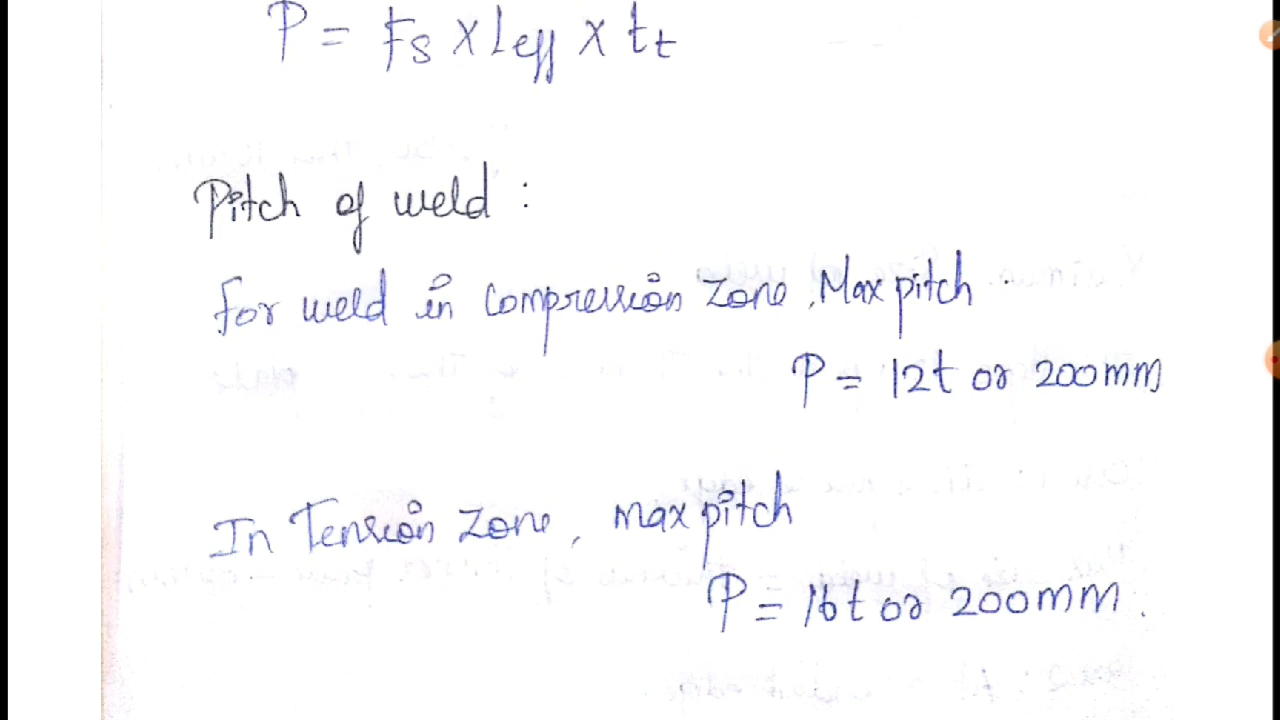 P = Fs x leff x tt
Pitch of weld :
For weld in compression zone, Max pitch
P = 12t or 200mm
In Tension zone, max pitch
P = 16t or 200mm.